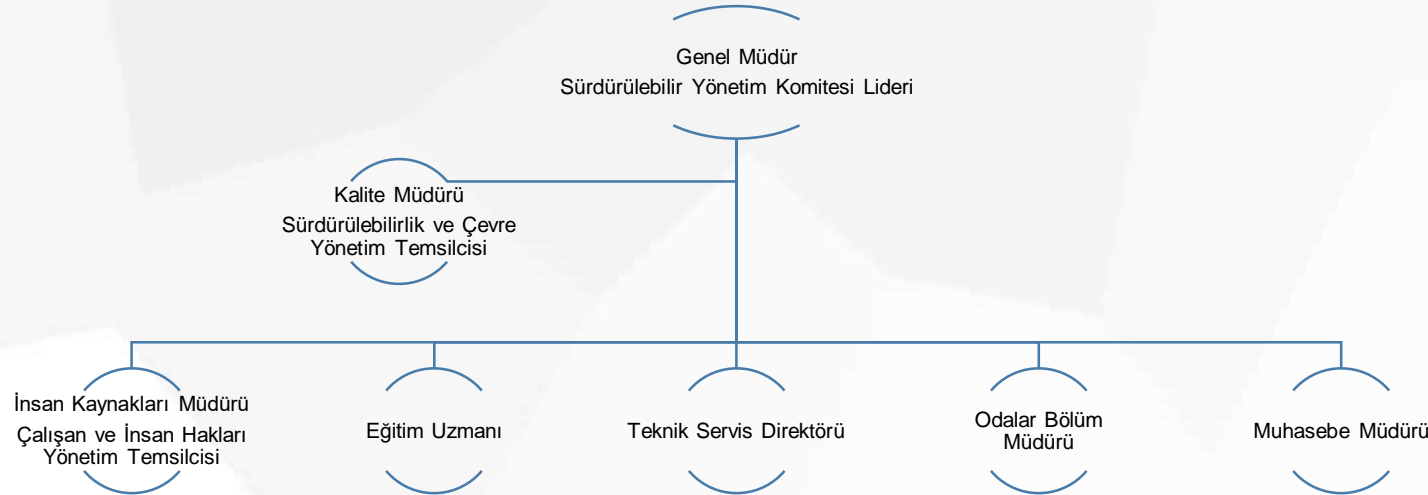 Genel Müdür
Sürdürülebilir Yönetim Komitesi Lideri
Kalite Müdürü
Sürdürülebilirlik ve Çevre
Yönetim Temsilcisi
İnsan Kaynakları Müdürü
Çalışan ve İnsan Hakları
Yönetim Temsilcisi
Eğitim Uzmanı
Teknik Servis Direktörü
Odalar Bölüm
Müdürü
Muhasebe Müdürü